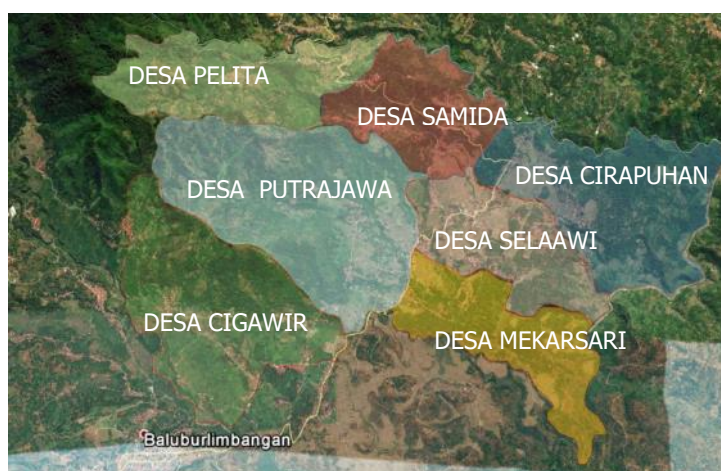 DESA PELITA
DESA SAMIDA
DESA CIRAPUHAN
DESA PUTRAJAWA
DESA SELAAWI
DESA CIGAWIR
DESA MEKARSARI
Baluburlimbangan